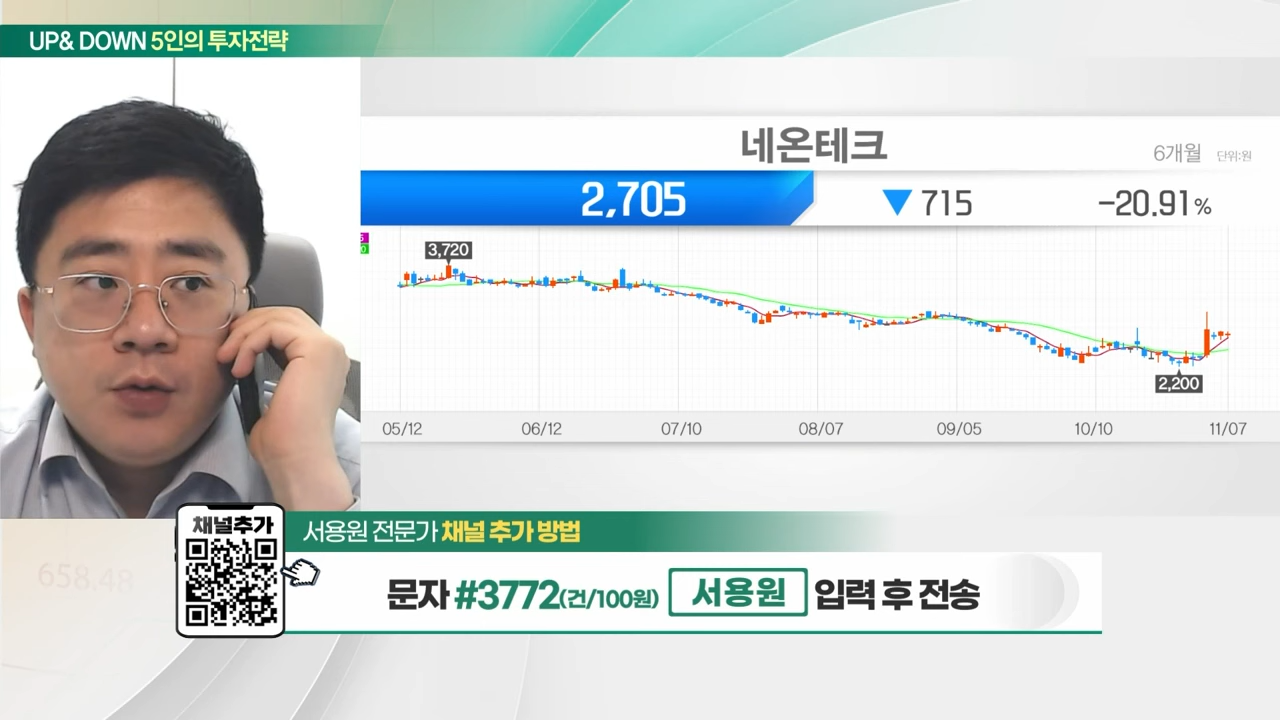 UP& DOWN 5인의 투자전략
네온테크
6개월 단위:원
2,705 ▼ 715 -20.91%
3,720
2,200
05/12 06/12 07/10 08/07 09/05 10/10 11/07
채널추가
서용원 전문가 채널 추가 방법
658.48
문자 #3772(건/100원) 서용원 입력 후 전송